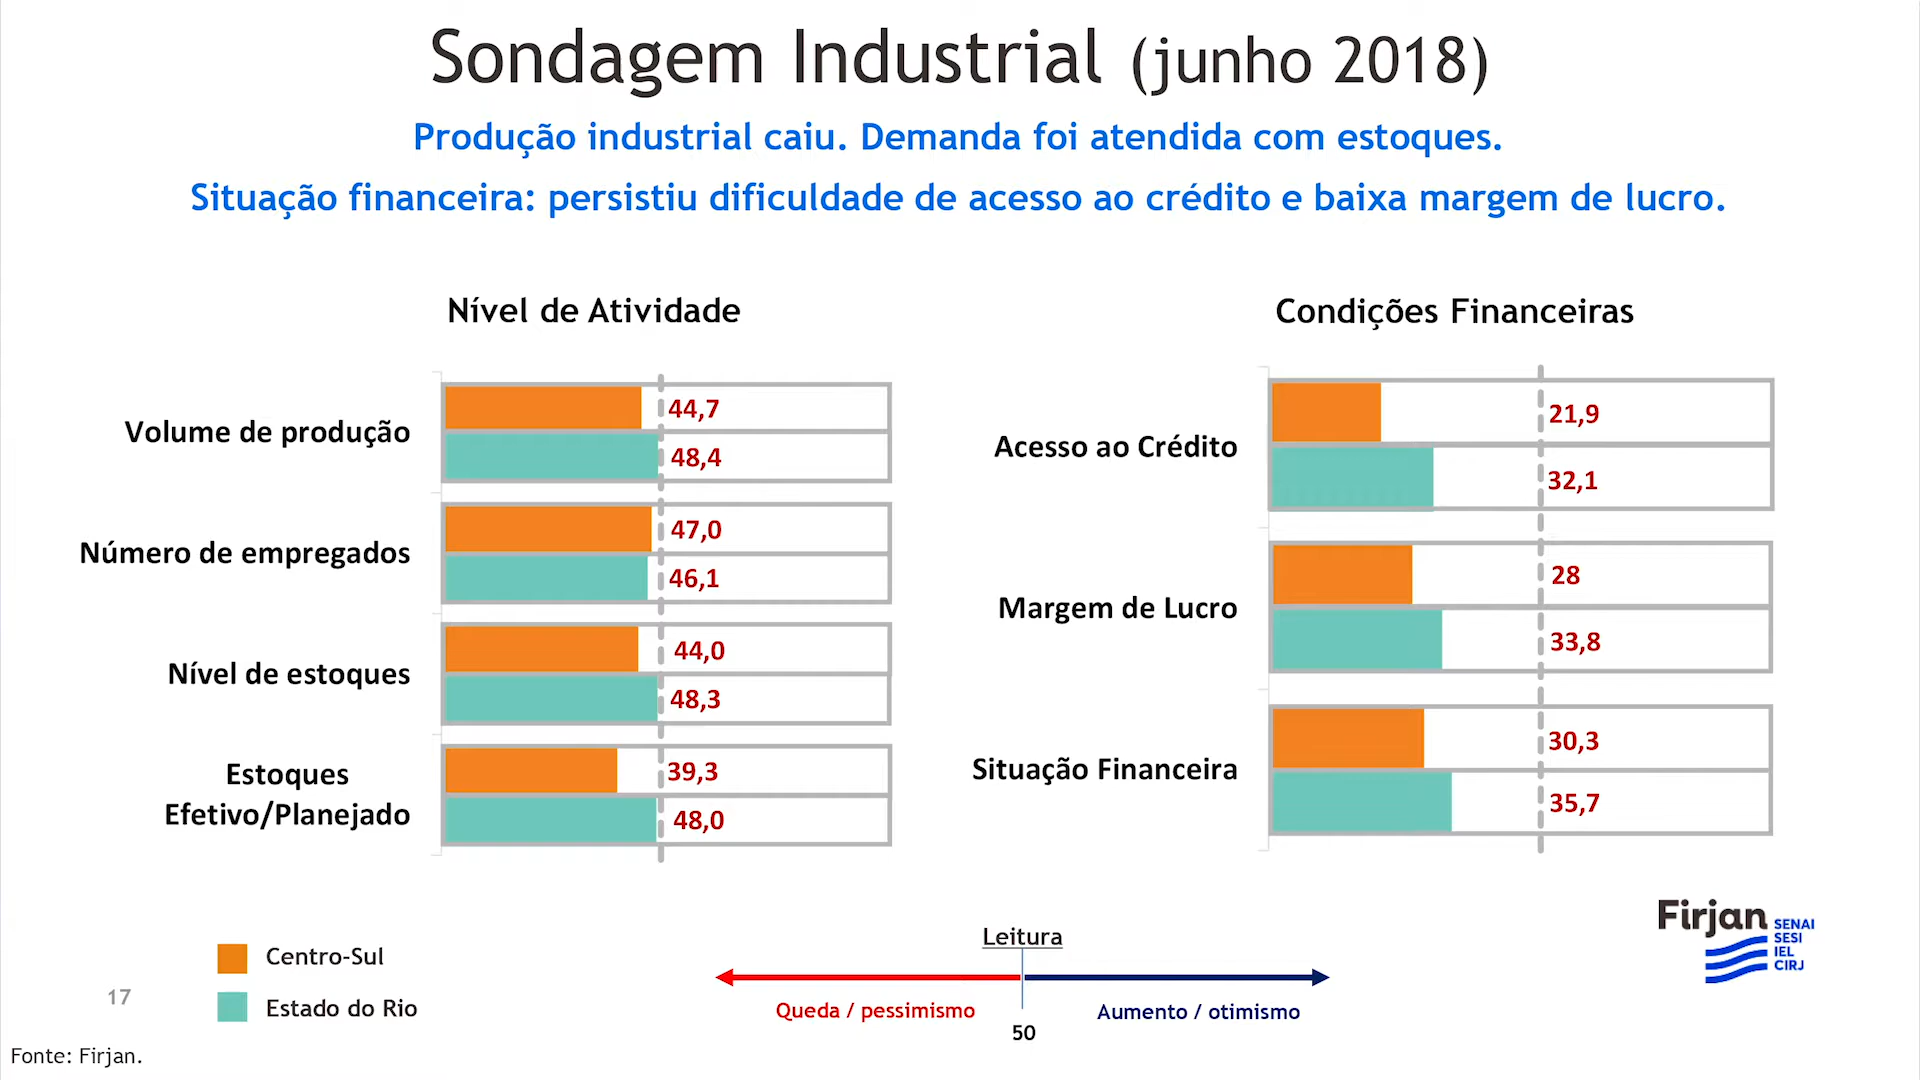 Sondagem Industrial (junho 2018)
Produção industrial caiu. Demanda foi atendida com estoques.
Situação financeira: persistiu dificuldade de acesso ao crédito e baixa margem de lucro.
Nível de Atividade
Volume de produção
44,7
48,4
Número de empregados
47,0
46,1
Nível de estoques
44,0
48,3
Estoques
Efetivo/Planejado
39,3
48,0
Condições Financeiras
Acesso ao Crédito
21,9
32,1
Margem de Lucro
28
33,8
Situação Financeira
30,3
35,7
Centro-Sul
Estado do Rio
Leitura
Queda / pessimismo
Aumento / otimismo
50
Firjan
SENAI
SESI
IEL
CIRJ
17
Fonte: Firjan.